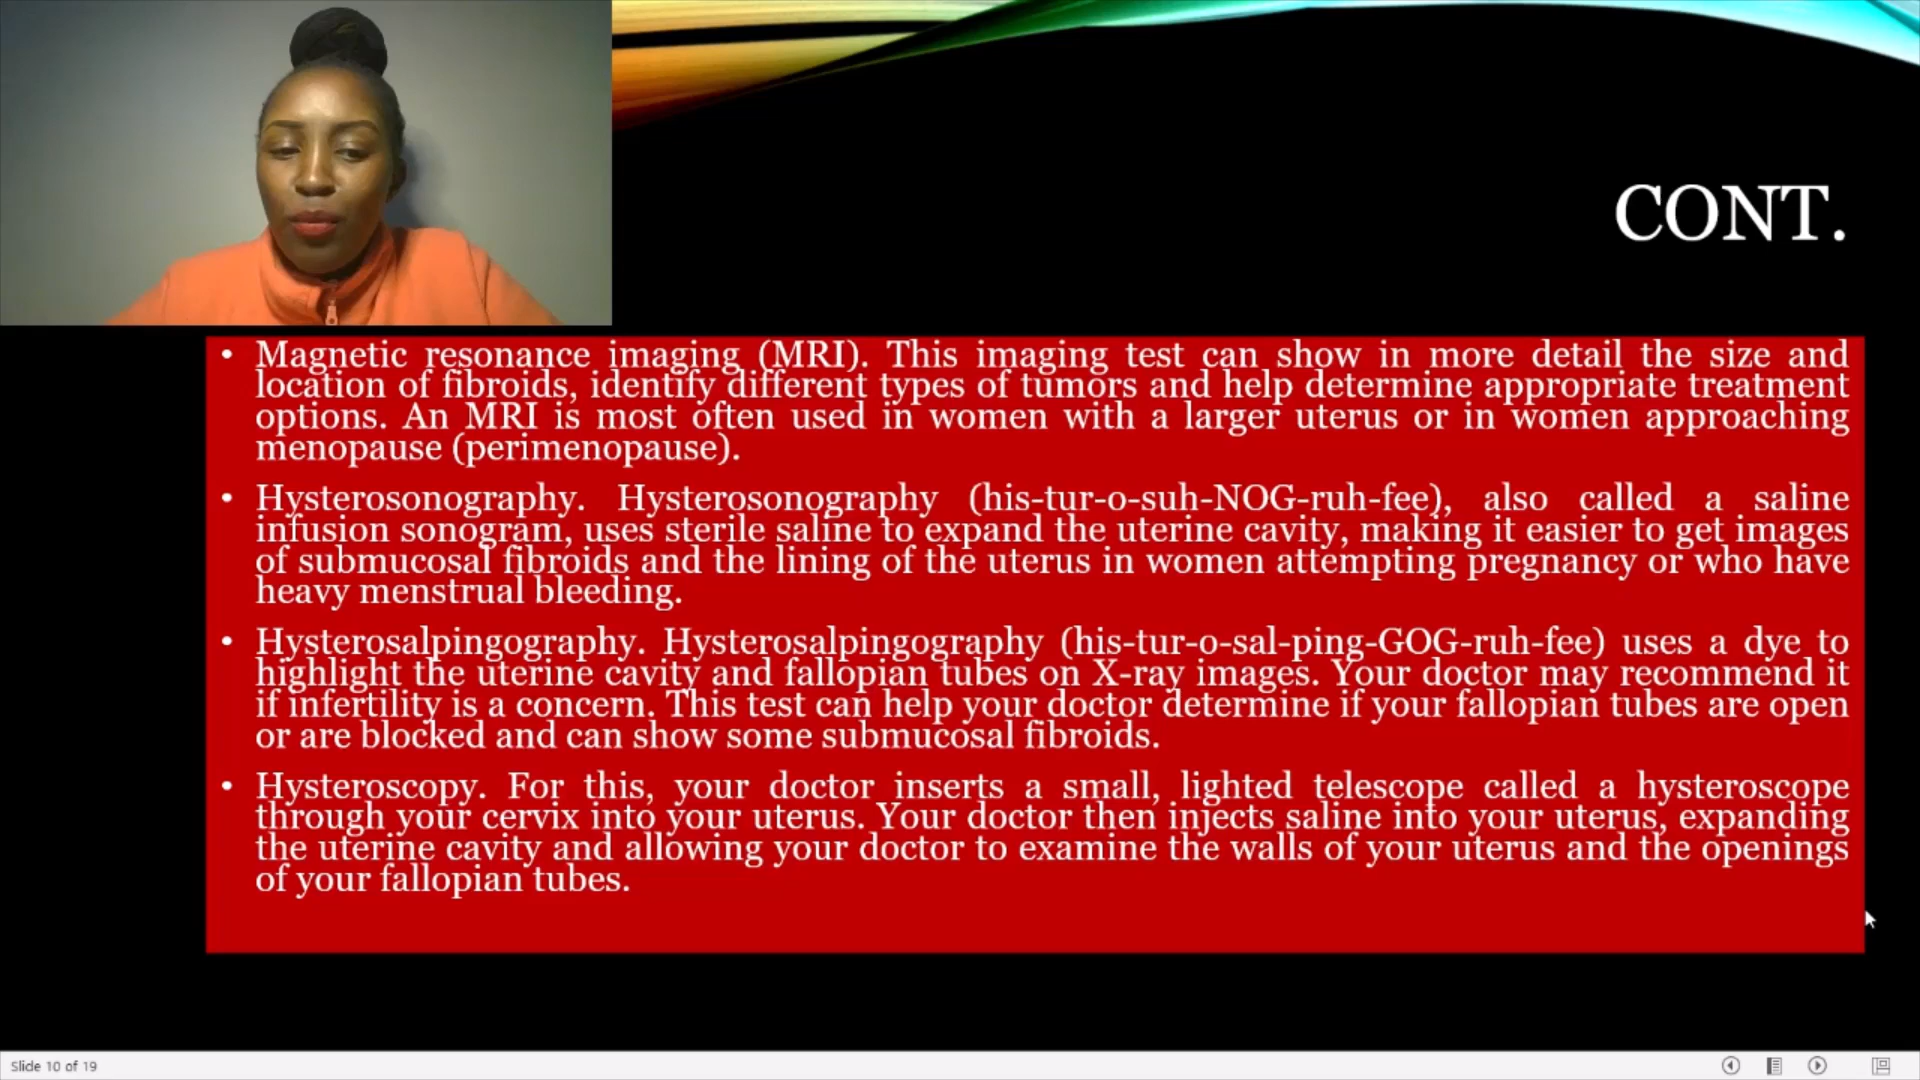 CONT.
• Magnetic resonance imaging (MRI). This imaging test can show in more detail the size and
location of fibroids, identify different types of tumors and help determine appropriate treatment
options. An MRI is most often used in women with a larger uterus or in women approaching
menopause (perimenopause).
• Hysterosonography. Hysterosonography (his-tur-o-suh-NOG-ruh-fee), also called a saline
infusion sonogram, uses sterile saline to expand the uterine cavity, making it easier to get images
of submucosal fibroids and the lining of the uterus in women attempting pregnancy or who have
heavy menstrual bleeding.
• Hysterosalpingography. Hysterosalpingography (his-tur-o-sal-ping-GOG-ruh-fee) uses a dye to
highlight the uterine cavity and fallopian tubes on X-ray images. Your doctor may recommend it
if infertility is a concern. This test can help your doctor determine if your fallopian tubes are open
or are blocked and can show some submucosal fibroids.
• Hysteroscopy. For this, your doctor inserts a small, lighted telescope called a hysteroscope
through your cervix into your uterus. Your doctor then injects saline into your uterus, expanding
the uterine cavity and allowing your doctor to examine the walls of your uterus and the openings
of your fallopian tubes.
Slide 10 of 19